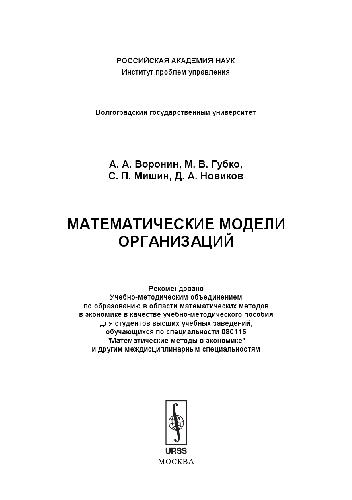 РОССИЙСКАЯ АКАДЕМИЯ НАУК
Институт проблем управления
Волгоградский государственный университет
А. А. Воронин, М. В. Губко,
С. П. Мишин, Д. А. Новиков
МАТЕМАТИЧЕСКИЕ МОДЕЛИ
ОРГАНИЗАЦИЙ
Рекомендовано
Учебно-методическим объединением
по образованию в области математических методов
в экономике в качестве учебно-методического пособия
для студентов высших учебных заведений,
обучающихся по специальности 080116
"Математические методы в экономике"
и другим междисциплинарным специальностям
URSS
МОСКВА